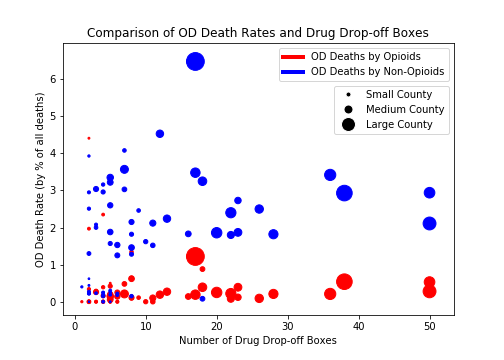 Comparison of OD Death Rates and Drug Drop-off Boxes
OD Deaths by Opioids
OD Deaths by Non-Opioids
Small County
Medium County
Large County
OD Death Rate (by % of all deaths)
6
5
4
3
2
1
0
0 10 20 30 40 50
Number of Drug Drop-off Boxes